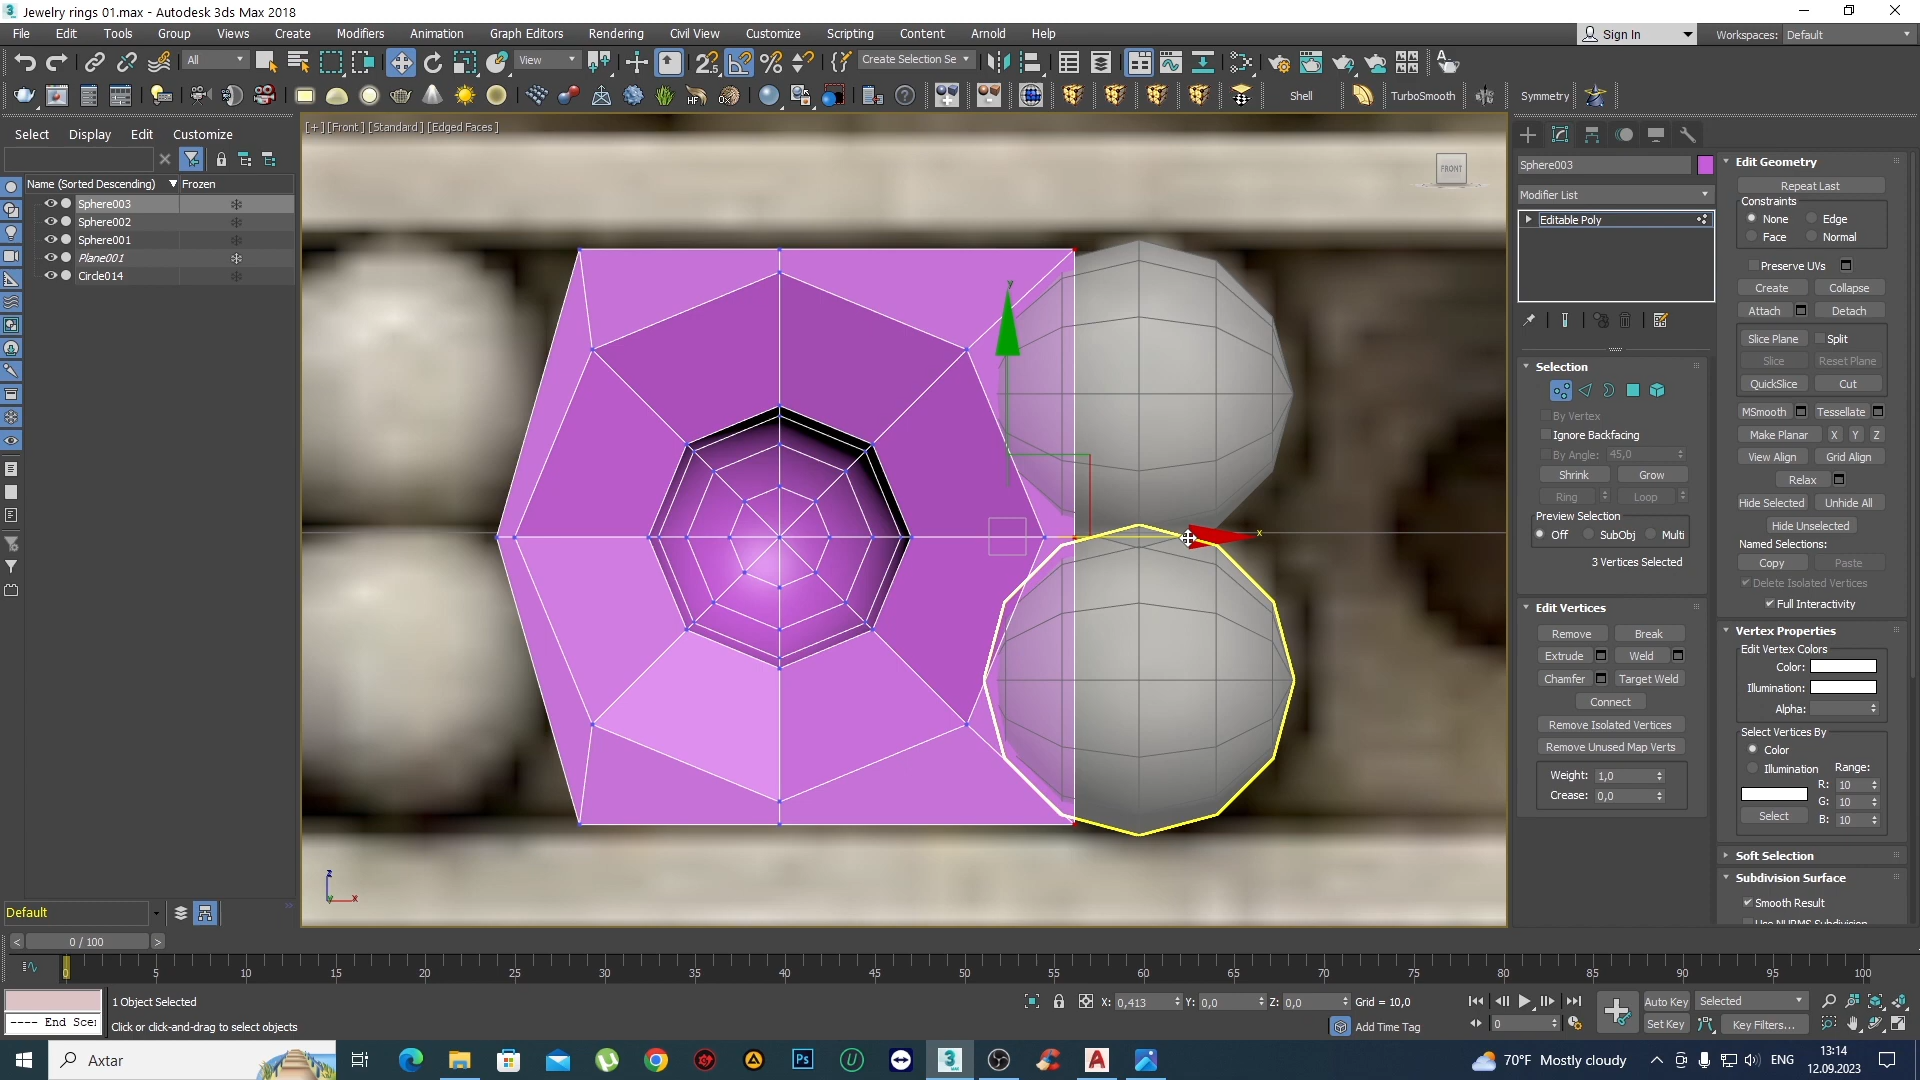 Jewelry rings 01.max - Autodesk 3ds Max 2018
File Edit Tools Group Views Create Modifiers Animation Graph Editors Rendering Civil View Customize Scripting Content Arnold Help
Sign In Workspaces: Default
All View Create Selection Se
Shell TurboSmooth Symmetry
[+] [Front] [Standard] [Edged Faces]
Select Display Edit Customize
Name (Sorted Descending) Frozen
Sphere003
Sphere002
Sphere001
Plane001
Circle014
FRONT
y
x
z
y
x
Sphere003
Modifier List
Editable Poly
Selection
By Vertex
Ignore Backfacing
By Angle: 45,0
Shrink Grow
Ring Loop
Preview Selection
Off SubObj Multi
3 Vertices Selected
Edit Vertices
Remove Break
Extrude Weld
Chamfer Target Weld
Connect
Remove Isolated Vertices
Remove Unused Map Verts
Weight: 1,0
Crease: 0,0
Edit Geometry
Repeat Last
Constraints
None Edge
Face Normal
Preserve UVs
Create Collapse
Attach Detach
Slice Plane Split
Slice Reset Plane
QuickSlice Cut
MSmooth Tessellate
Make Planar X Y Z
View Align Grid Align
Relax
Hide Selected Unhide All
Hide Unselected
Named Selections:
Copy Paste
Delete Isolated Vertices
Full Interactivity
Vertex Properties
Edit Vertex Colors
Color:
Illumination:
Alpha:
Select Vertices By
Color
Illumination
Range:
R: 10
G: 10
B: 10
Select
Soft Selection
Subdivision Surface
Smooth Result
Use NURMS Subdivision
Default
< 0 / 100 >
0 5 10 15 20 25 30 35 40 45 50 55 60 65 70 75 80 85 90 95 100
1 Object Selected
X: 0,413 Y: 0,0 Z: 0,0 Grid = 10,0
Auto Key Selected
---- End Scer
Click or click-and-drag to select objects
Add Time Tag
0
Set Key Key Filters...
Axtar
Ps
70°F Mostly cloudy
ENG
13:14
12.09.2023